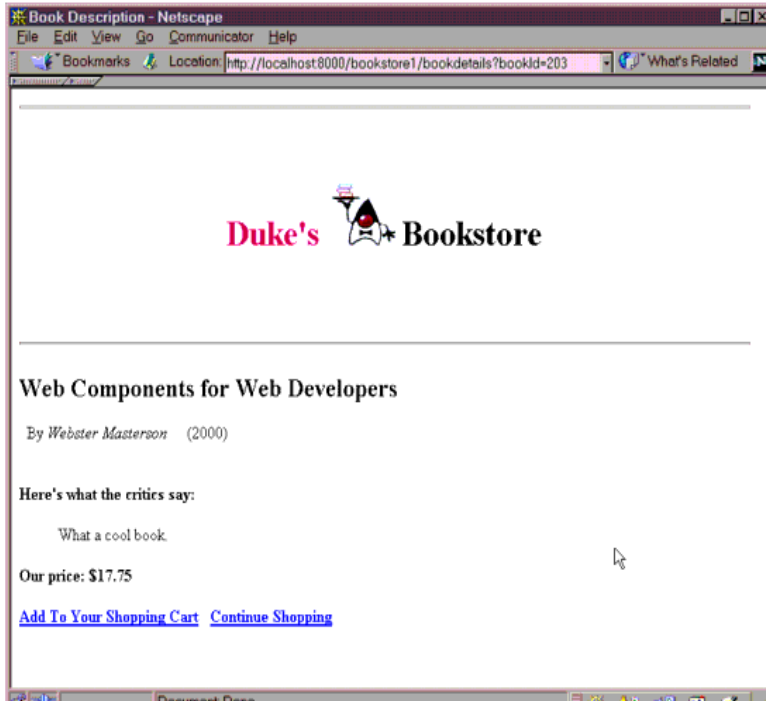 Book Description - Netscape
File Edit View Go Communicator Help
Bookmarks Location: http://localhost:8000/bookstore1/bookdetails?bookId=203 What's Related
Duke's Bookstore
Web Components for Web Developers
By Webster Masterson (2000)
Here's what the critics say:
What a cool book.
Our price: $17.75
Add To Your Shopping Cart Continue Shopping
Document: Done